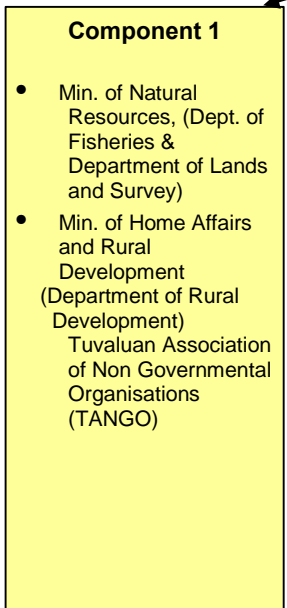 Component 1
• Min. of Natural
Resources, (Dept. of
Fisheries &
Department of Lands
and Survey)
• Min. of Home Affairs
and Rural
Development
(Department of Rural
Development)
Tuvaluan Association
of Non Governmental
Organisations
(TANGO)